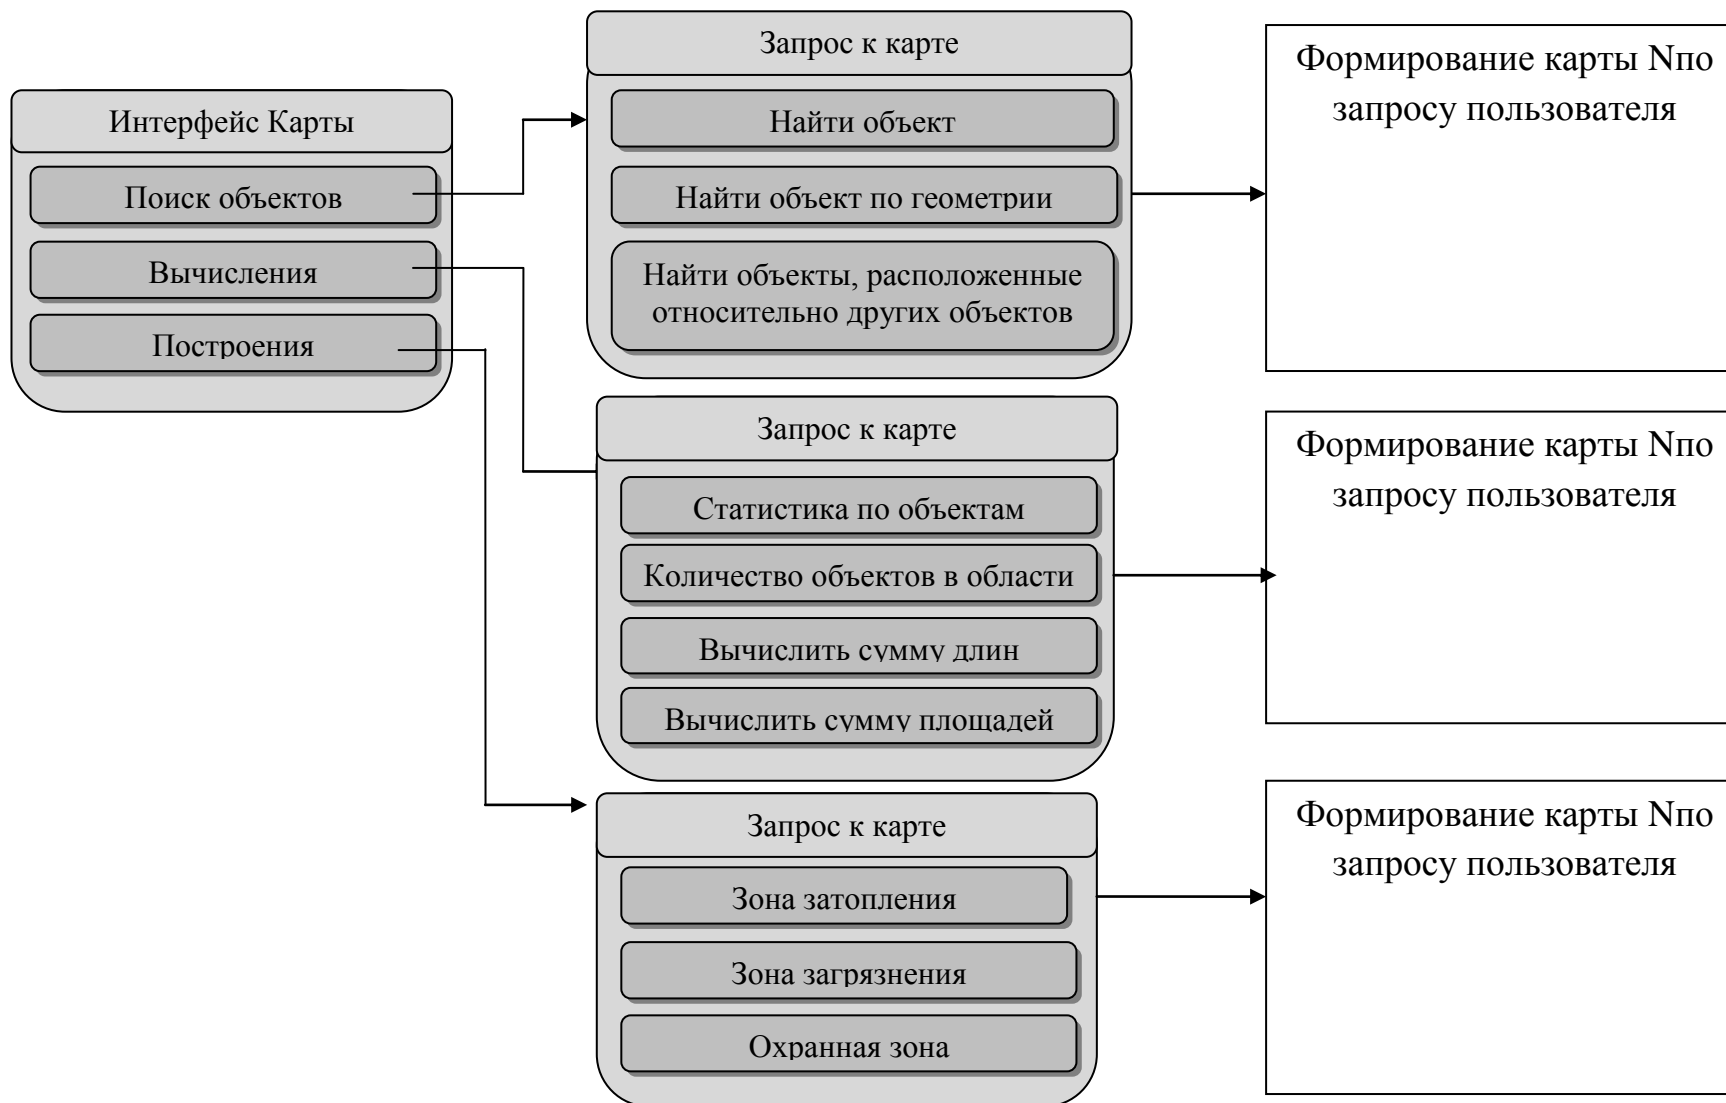 Интерфейс Карты
Поиск объектов
Вычисления
Построения
Запрос к карте
Найти объект
Найти объект по геометрии
Найти объекты, расположенные
относительно других объектов
Формирование карты Nпо
запросу пользователя
Запрос к карте
Статистика по объектам
Количество объектов в области
Вычислить сумму длин
Вычислить сумму площадей
Формирование карты Nпо
запросу пользователя
Запрос к карте
Зона затопления
Зона загрязнения
Охранная зона
Формирование карты Nпо
запросу пользователя